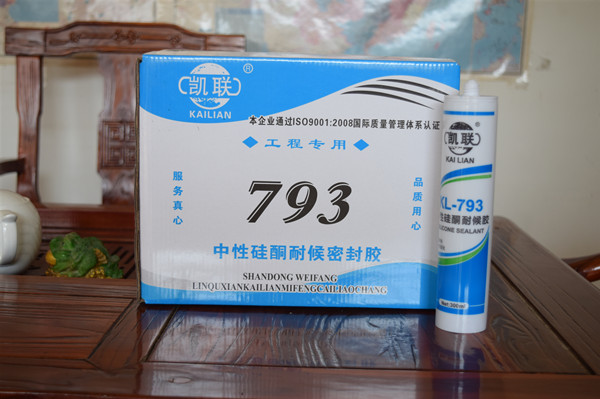 凯联
®
KAILIAN
本企业通过ISO9001:2008国际质量管理体系认证
工程专用
服务真心
793
品质用心
中性硅酮耐候密封胶
SHANDONG WEIFANG
LINQUXIANKAILIANMIFENGCAILIAOCHANG
凯联
KAI LIAN
KL-793
性硅酮耐候胶
CONE SEALANT